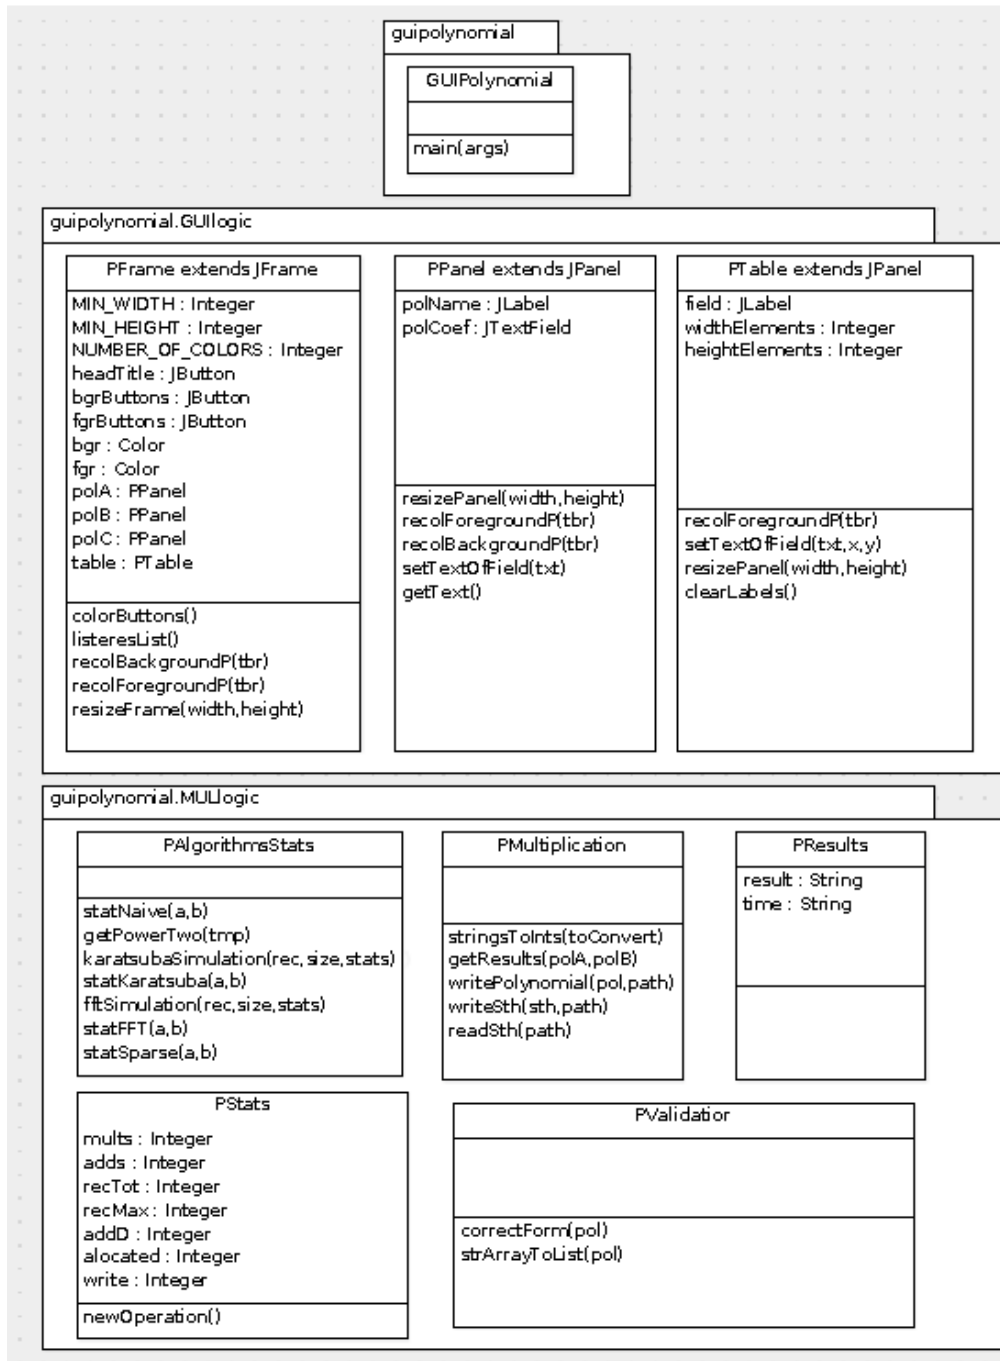 guipolynomial
GUIPolynomial
main(args)
guipolynomial.GUIlogic
PFrame extends JFrame
MIN_WIDTH : Integer
MIN_HEIGHT : Integer
NUMBER_OF_COLORS : Integer
headTitle : JButton
bgrButtons : JButton
fgrButtons : JButton
bgr : Color
fgr : Color
polA : PPanel
polB : PPanel
polC : PPanel
table : PTable
colorButtons()
listeresList()
recolBackgroundP(tbr)
recolForegroundP(tbr)
resizeFrame(width,height)
PPanel extends JPanel
polName : JLabel
polCoef : JTextField
resizePanel(width,height)
recolForegroundP(tbr)
recolBackgroundP(tbr)
setTextOfField(txt)
getText()
PTable extends JPanel
field : JLabel
widthElements : Integer
heightElements : Integer
recolForegroundP(tbr)
setTextOfField(txt,x,y)
resizePanel(width,height)
clearLabels()
guipolynomial.MULlogic
PAlgorithmsStats
statNaive(a,b)
getPowerTwo(tmp)
karatsubaSimulation(rec,size,stats)
statKaratsuba(a,b)
fftSimulation(rec,size,stats)
statFFT(a,b)
statSparse(a,b)
PMultiplication
stringsToInts(toConvert)
getResults(polA,polB)
writePolynomial(pol,path)
writeSth(sth,path)
readSth(path)
PResults
result : String
time : String
PStats
mults : Integer
adds : Integer
recTot : Integer
recMax : Integer
addD : Integer
alocated : Integer
write : Integer
newOperation()
PValidatior
correctForm(pol)
strArrayToList(pol)